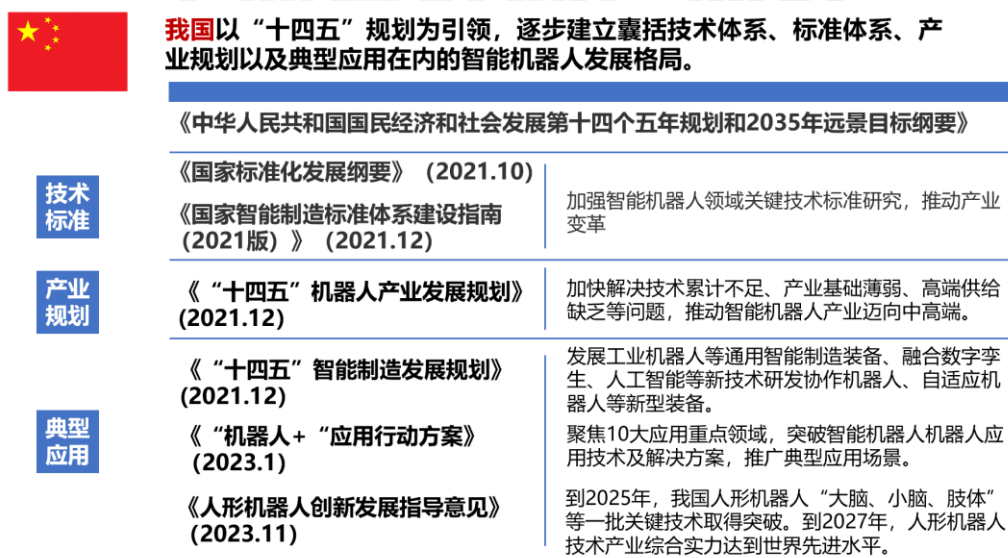 我国以“十四五”规划为引领，逐步建立囊括技术体系、标准体系、产
业规划以及典型应用在内的智能机器人发展格局。
《中华人民共和国国民经济和社会发展第十四个五年规划和2035年远景目标纲要》
技术
标准
《国家标准化发展纲要》（2021.10）
《国家智能制造标准体系建设指南
（2021版）》（2021.12）
加强智能机器人领域关键技术标准研究，推动产业
变革
产业
规划
《“十四五”机器人产业发展规划》
(2021.12)
加快解决技术累计不足、产业基础薄弱、高端供给
缺乏等问题，推动智能机器人产业迈向中高端。
典型
应用
《“十四五”智能制造发展规划》
(2021.12)
发展工业机器人等通用智能制造装备、融合数字孪
生、人工智能等新技术研发协作机器人、自适应机
器人等新型装备。
《“机器人+“应用行动方案》
（2023.1）
聚焦10大应用重点领域，突破智能机器人机器人应
用技术及解决方案，推广典型应用场景。
《人形机器人创新发展指导意见》
（2023.11）
到2025年，我国人形机器人“大脑、小脑、肢体”
等一批关键技术取得突破。到2027年，人形机器人
技术产业综合实力达到世界先进水平。